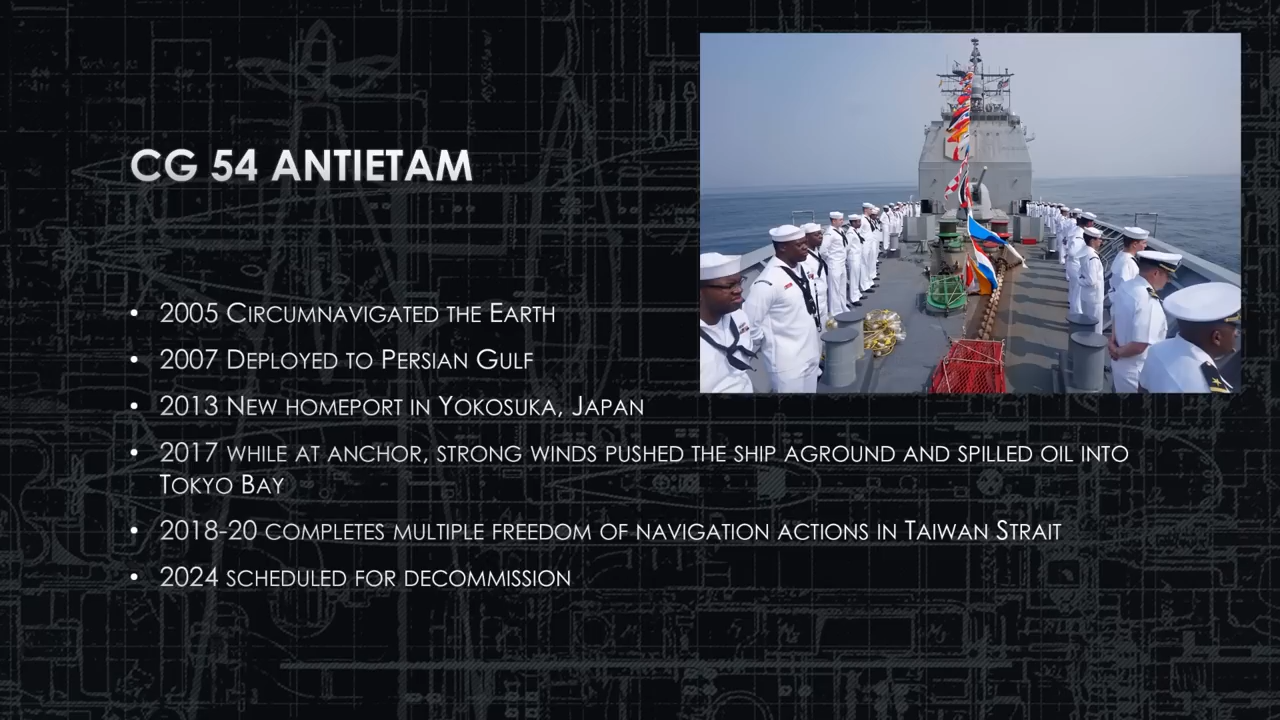 CG 54 ANTIETAM
• 2005 Circumnavigated the Earth
• 2007 Deployed to Persian Gulf
• 2013 New homeport in Yokosuka, Japan
• 2017 while at anchor, strong winds pushed the ship aground and spilled oil into
Tokyo Bay
• 2018-20 completes multiple freedom of navigation actions in Taiwan Strait
• 2024 scheduled for decommission